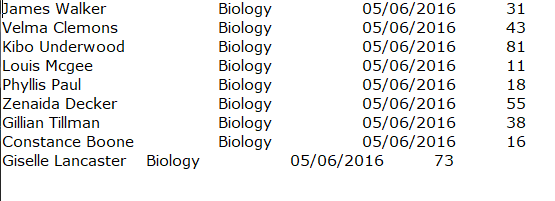 James Walker Biology 05/06/2016 31
Velma Clemons Biology 05/06/2016 43
Kibo Underwood Biology 05/06/2016 81
Louis Mcgee Biology 05/06/2016 11
Phyllis Paul Biology 05/06/2016 18
Zenaida Decker Biology 05/06/2016 55
Gillian Tillman Biology 05/06/2016 38
Constance Boone Biology 05/06/2016 16
Giselle Lancaster Biology 05/06/2016 73